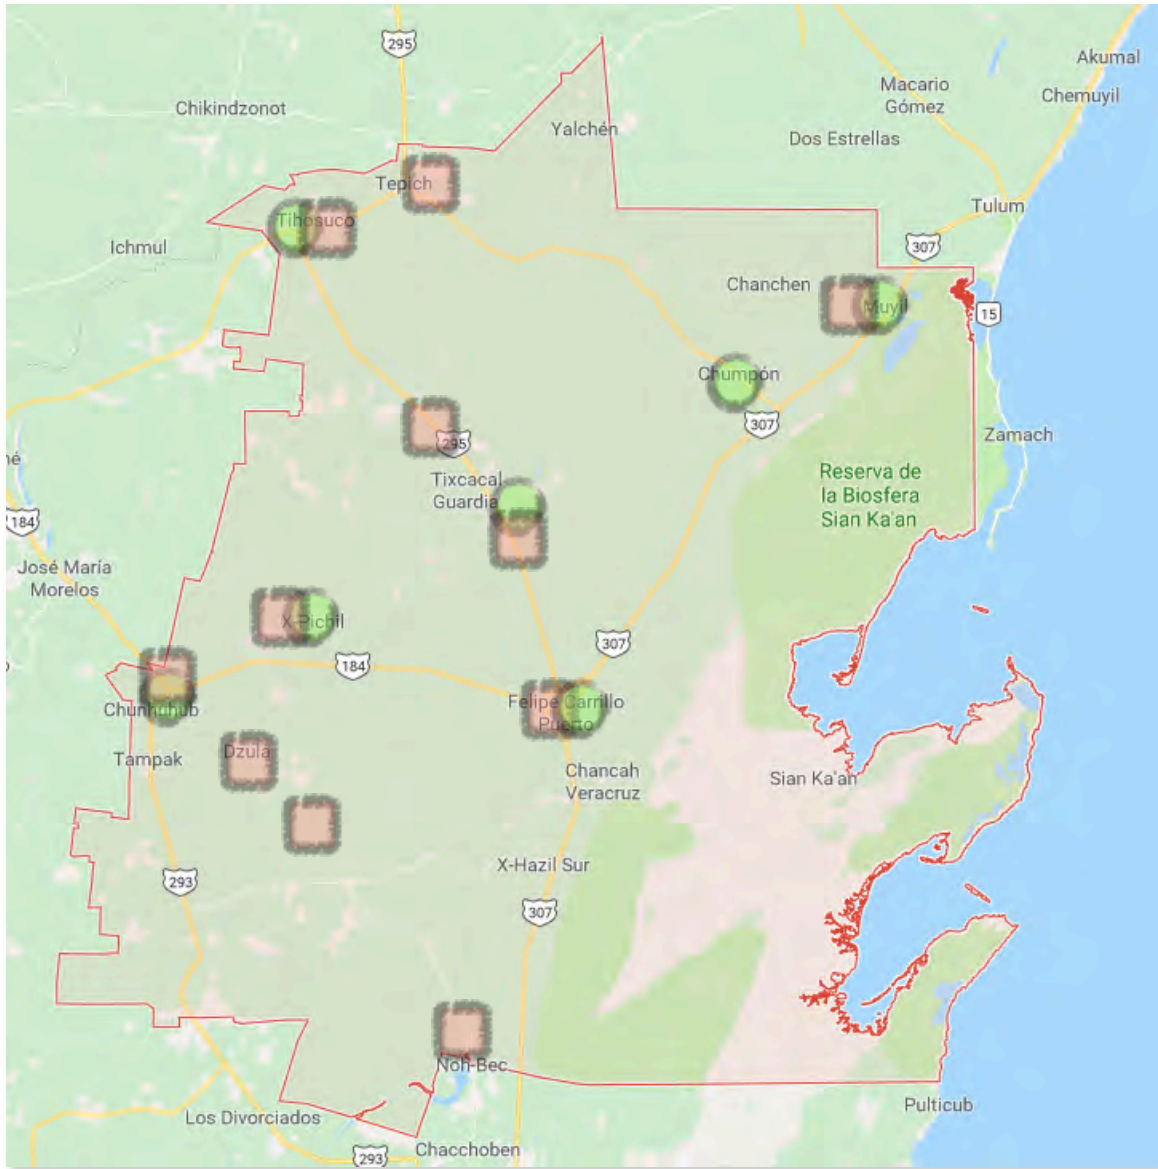 295
Akumal
Macario
Gómez
Chemuyil
Chikindzonot
Yalchén
Dos Estrellas
Tepich
Tulum
Tihosuco
Ichmul
307
Chanchen
Muyil
15
Chumpón
307
Zamach
295
Reserva de
la Biosfera
Sian Ka'an
Tixcacal
Guardia
184
José María
Morelos
X-Pichil
307
184
Felipe Carrillo
Puerto
Chunhuhub
Dzula
Tampak
Chancah
Veracruz
Sian Ka'an
X-Hazil Sur
293
307
Noh-Bec
Pulticub
Los Divorciados
Chacchoben
293